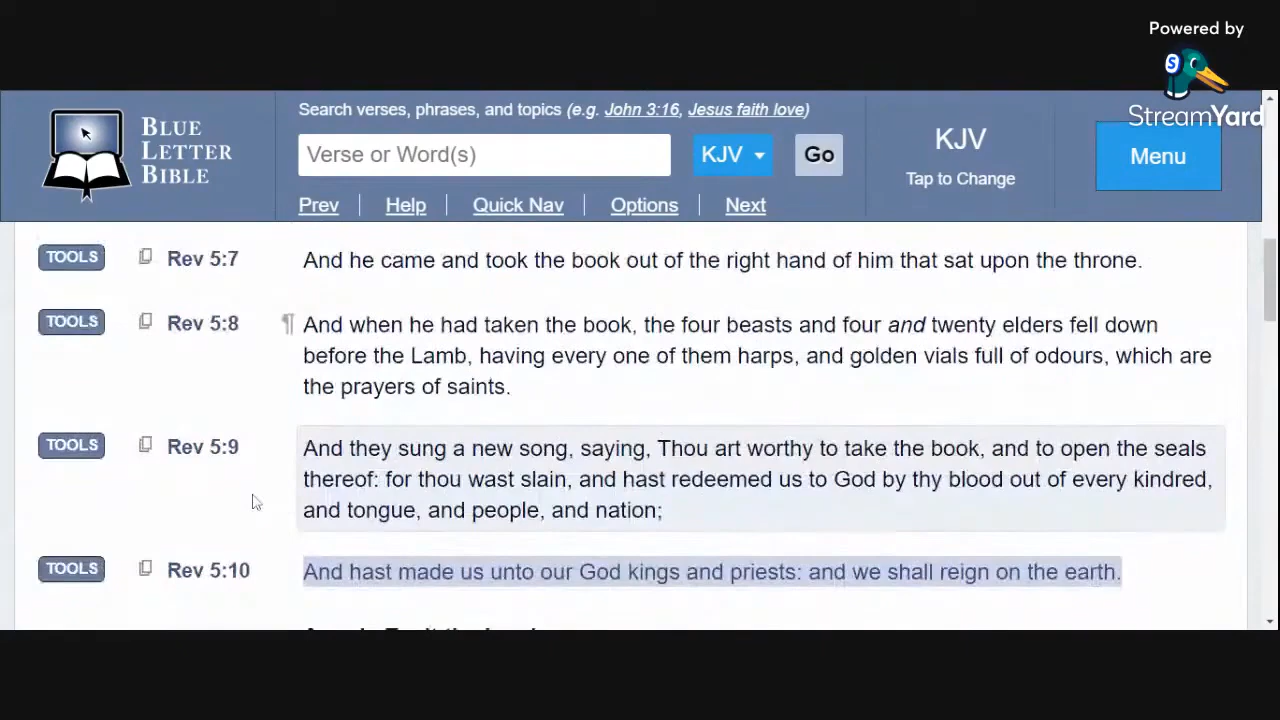 Powered by
StreamYard
BLUE
LETTER
BIBLE
Search verses, phrases, and topics (e.g. John 3:16, Jesus faith love)
Verse or Word(s)
KJV
Go
KJV
Tap to Change
Menu
Prev
Help
Quick Nav
Options
Next
TOOLS Rev 5:7 And he came and took the book out of the right hand of him that sat upon the throne.
TOOLS Rev 5:8 ¶ And when he had taken the book, the four beasts and four and twenty elders fell down
before the Lamb, having every one of them harps, and golden vials full of odours, which are
the prayers of saints.
TOOLS Rev 5:9 And they sung a new song, saying, Thou art worthy to take the book, and to open the seals
thereof: for thou wast slain, and hast redeemed us to God by thy blood out of every kindred,
and tongue, and people, and nation;
TOOLS Rev 5:10 And hast made us unto our God kings and priests: and we shall reign on the earth.